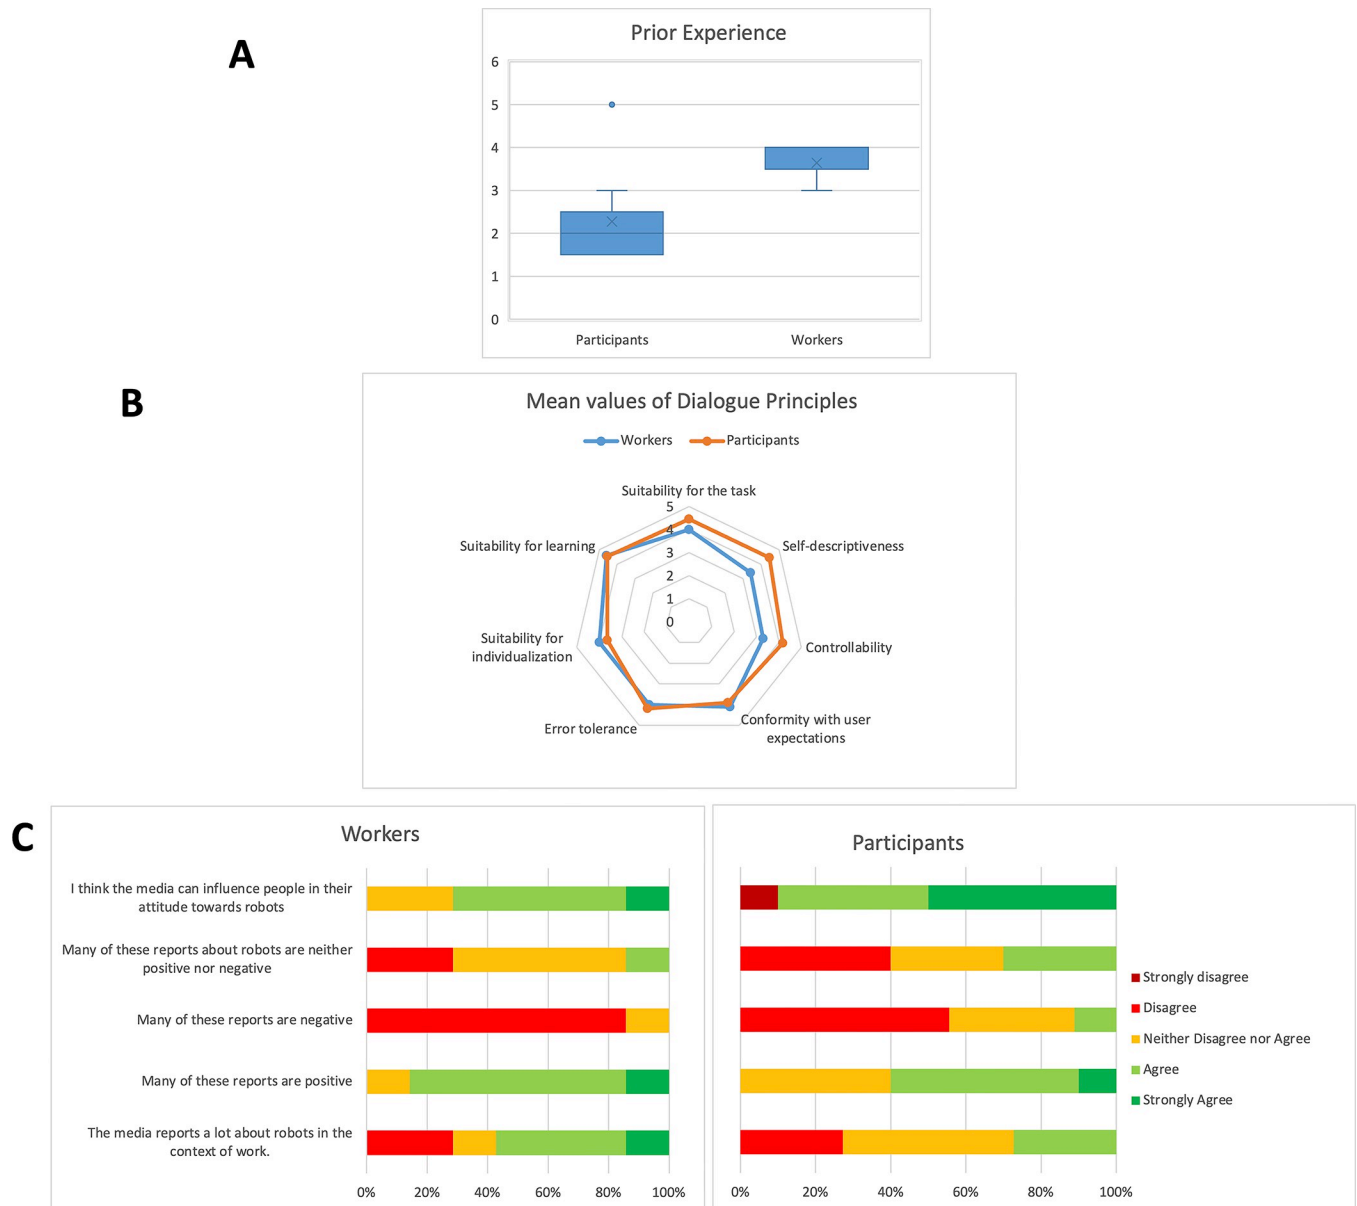 A
Prior Experience
6
5
4
3
2
1
0
Participants
Workers
B
Mean values of Dialogue Principles
Workers
Participants
Suitability for the task
5
4
3
2
1
0
Self-descriptiveness
Controllability
Conformity with user
expectations
Error tolerance
Suitability for
individualization
Suitability for learning
C
Workers
I think the media can influence people in their
attitude towards robots
Many of these reports about robots are neither
positive nor negative
Many of these reports are negative
Many of these reports are positive
The media reports a lot about robots in the
context of work.
0%
20%
40%
60%
80%
100%
Participants
0%
20%
40%
60%
80%
100%
Strongly disagree
Disagree
Neither Disagree nor Agree
Agree
Strongly Agree